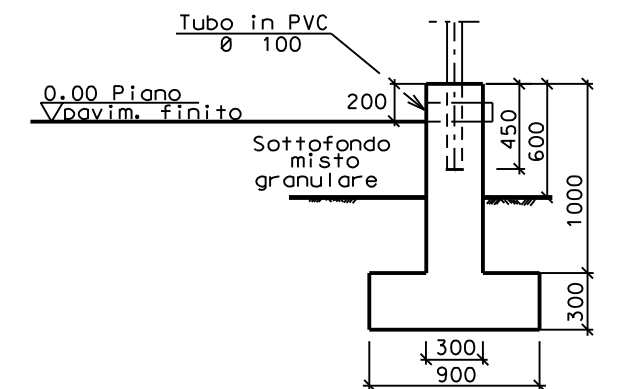 Tubo in PVC
Ø 100
0.00 Piano
pavim. finito
200
Sottofondo
misto
granulare
450
600
1000
300
300
900